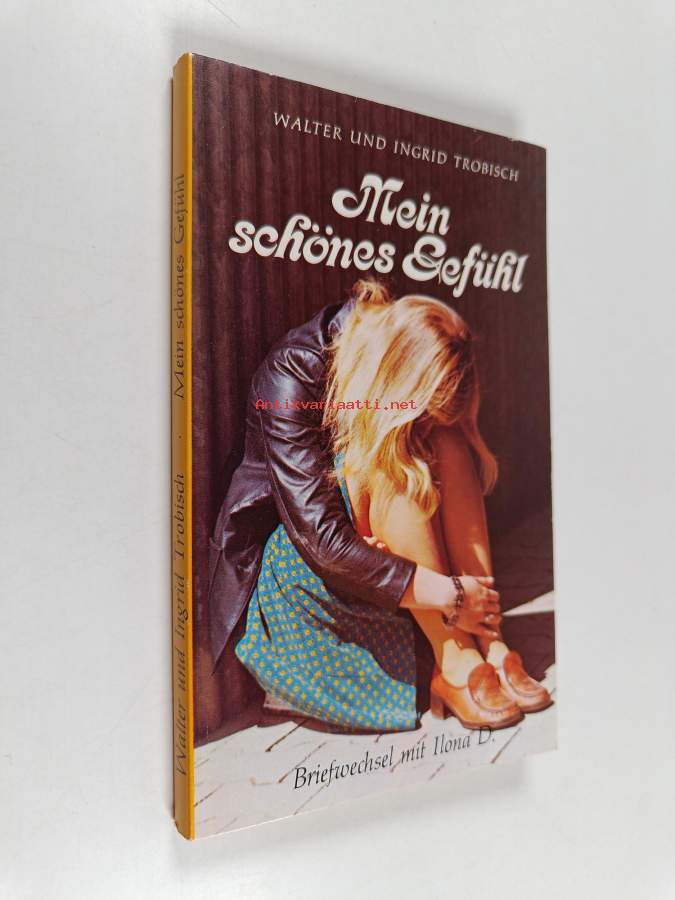 WALTER UND INGRID TROBISCH
Mein
schönes Gefühl
Briefwechsel mit Ilona D.
Walter und Ingrid Trobisch · Mein schönes Gefühl
Antikvariaatti.net